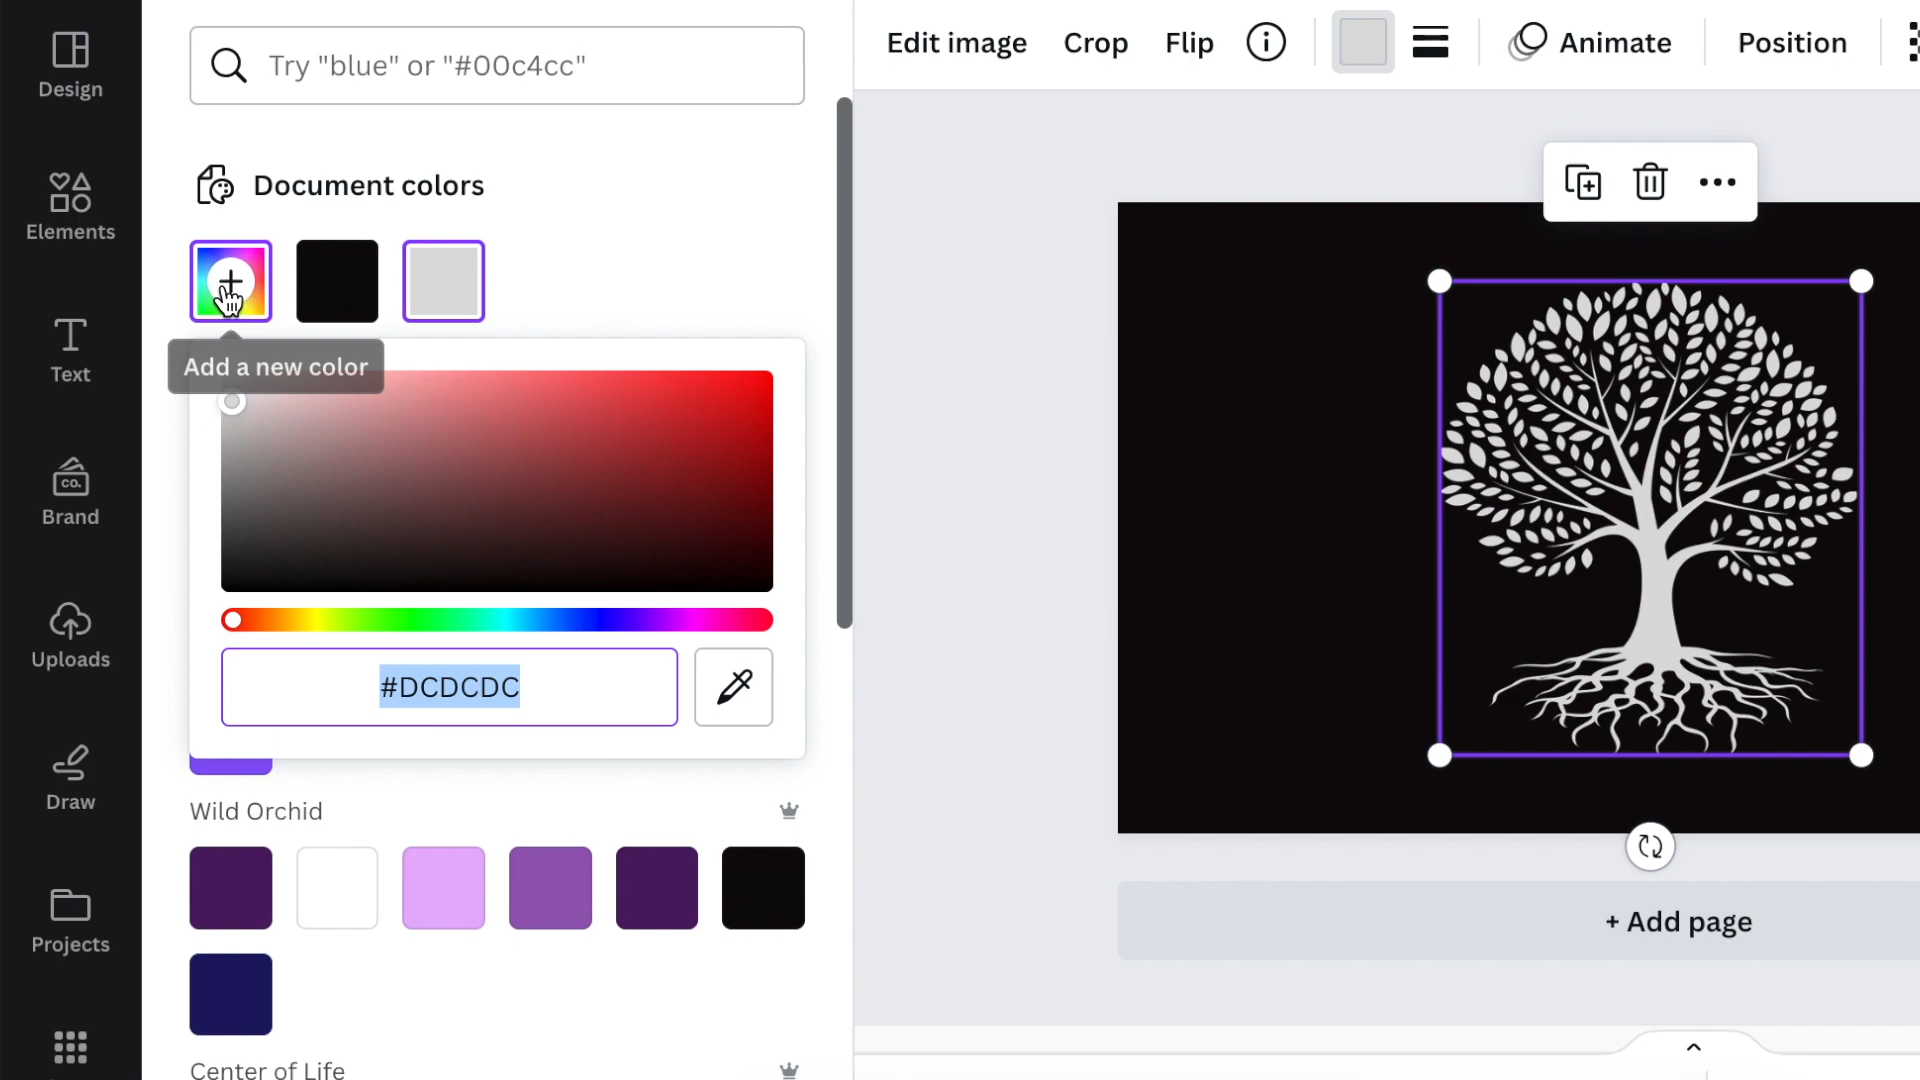 Design
Elements
Text
co.
Brand
Uploads
Draw
Projects
Try "blue" or "#00c4cc"
Document colors
Add a new color
#DCDCDC
Wild Orchid
Center of Life
Edit image
Crop
Flip
Animate
Position
+ Add page